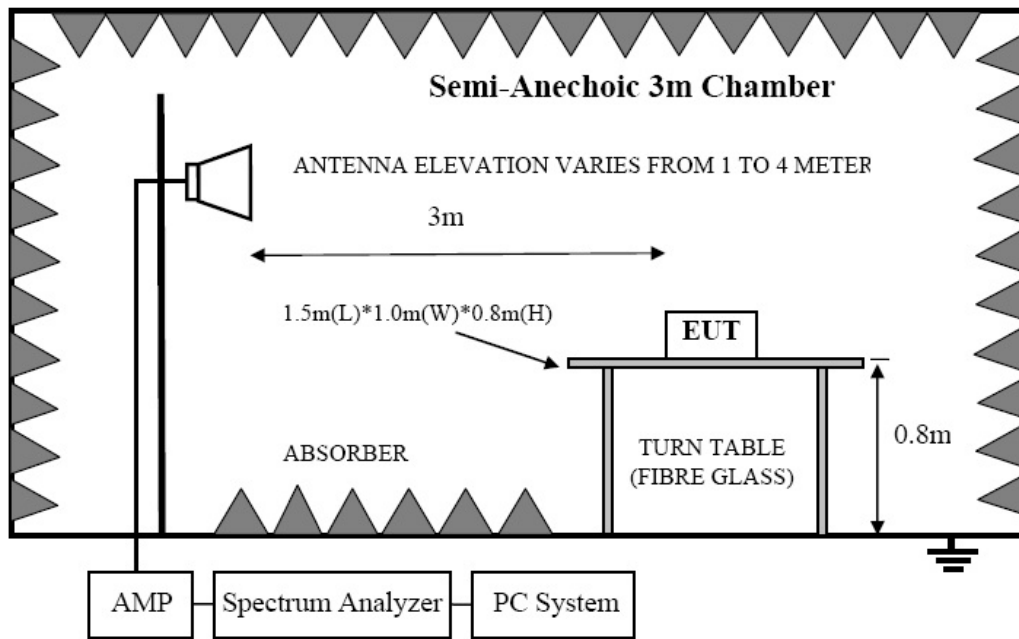 Semi-Anechoic 3m Chamber
ANTENNA ELEVATION VARIES FROM 1 TO 4 METER
3m
1.5m(L)*1.0m(W)*0.8m(H)
EUT
0.8m
ABSORBER
TURN TABLE
(FIBRE GLASS)
AMP
Spectrum Analyzer
PC System